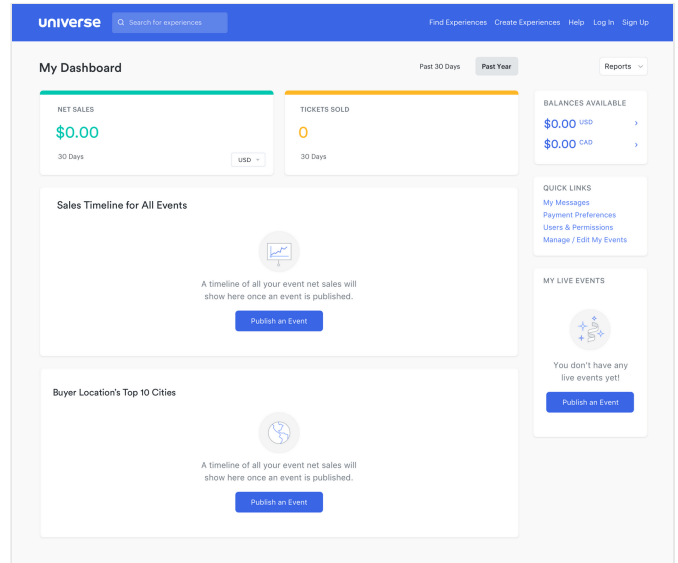 universe
Search for experiences
Find Experiences Create Experiences Help Log In Sign Up
My Dashboard
Past 30 Days Past Year
Reports
NET SALES
$0.00
30 Days
USD
TICKETS SOLD
0
30 Days
BALANCES AVAILABLE
$0.00 USD
$0.00 CAD
QUICK LINKS
My Messages
Payment Preferences
Users & Permissions
Manage / Edit My Events
Sales Timeline for All Events
A timeline of all your event net sales will
show here once an event is published.
Publish an Event
MY LIVE EVENTS
You don't have any
live events yet!
Publish an Event
Buyer Location's Top 10 Cities
A timeline of all your event net sales will
show here once an event is published.
Publish an Event